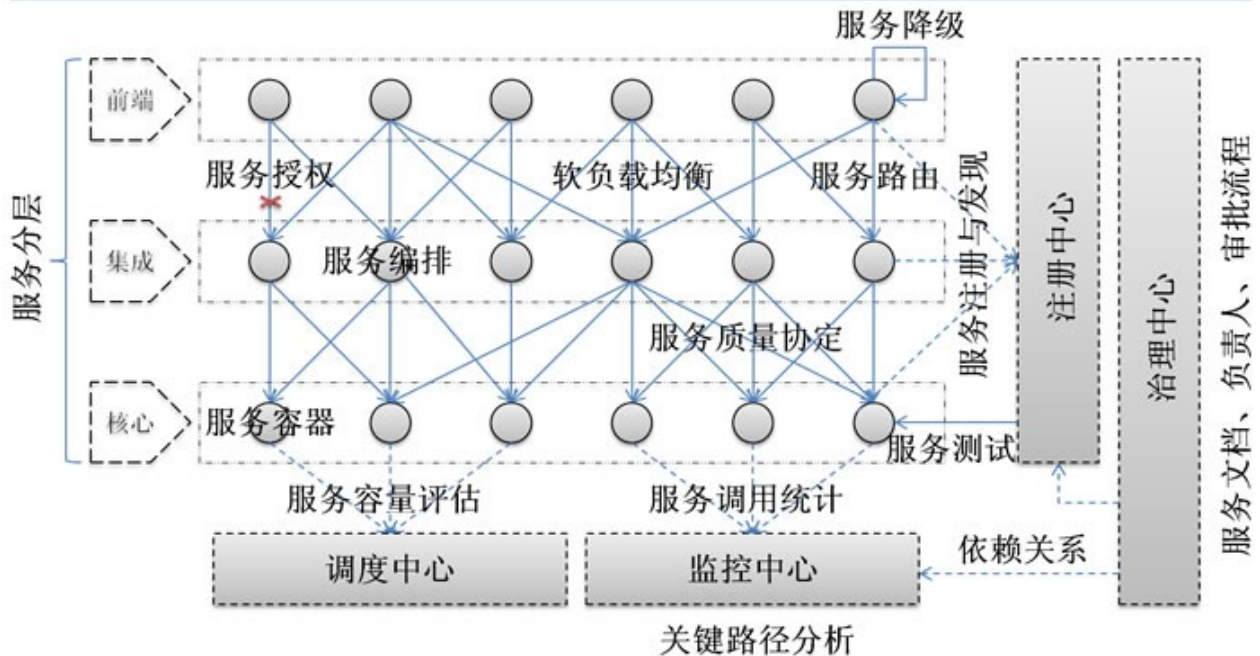 服务降级
前端
服务授权
软负载均衡
服务路由
服务分层
集成
服务编排
服务注册与发现
注册中心
治理中心
服务文档、负责人、审批流程
服务质量协定
核心
服务容器
服务测试
服务容量评估
服务调用统计
调度中心
监控中心
依赖关系
关键路径分析